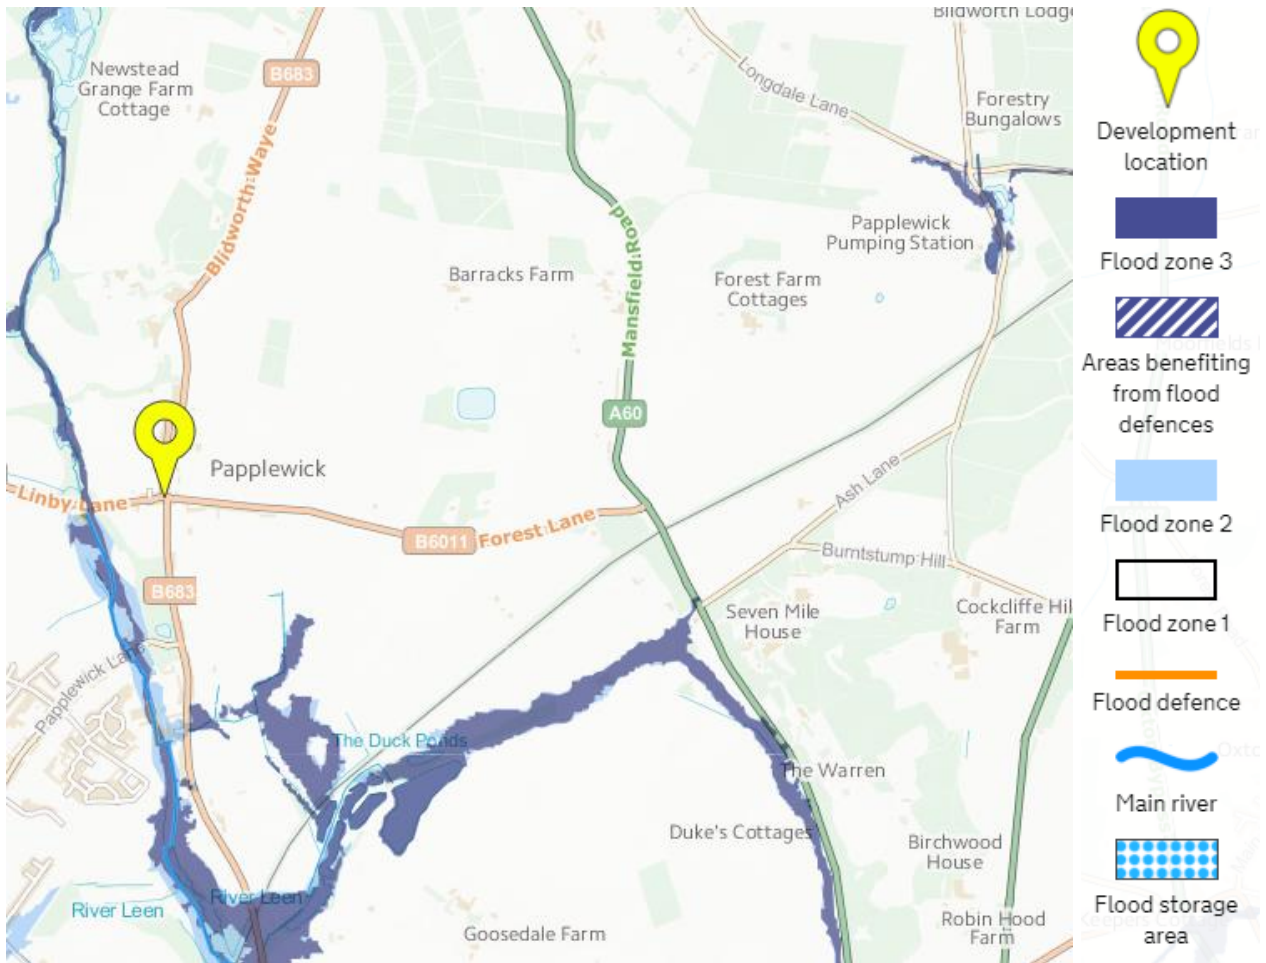 Blidworth Lodge
Newstead
Grange Farm
Cottage
B683
Longdale Lane
Forestry
Bungalows
Blidworth Waye
Mansfield Road
Papplewick
Pumping Station
Barracks Farm
Forest Farm
Cottages
A60
Papplewick
Linby Lane
B6011
Forest Lane
Ash Lane
Burntstump Hill
B683
Seven Mile
House
Cockcliffe Hil
Farm
Papplewick Lane
The Duck Ponds
The Warren
Duke's Cottages
Birchwood
House
River Leen
River Leen
Goosedale Farm
Robin Hood
Farm
Development
location
Flood zone 3
Areas benefiting
from flood
defences
Flood zone 2
Flood zone 1
Flood defence
Main river
Flood storage
area